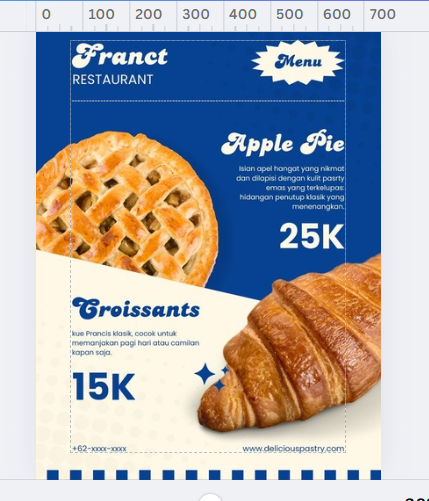 0 100 200 300 400 500 600 700
Franct
RESTAURANT
Menu
Apple Pie
Isian apel hangat yang nikmat
dan dilapisi dengan kulit pasrty
emas yang terkelupas:
hidangan penutup klasik yang
menenangkan.
25K
Croissants
kue Prancis klasik, cocok untuk
memanjakan pagi hari atau camilan
kapan saja.
15K
+62-xxxx-xxxx
www.deliciouspastry.com